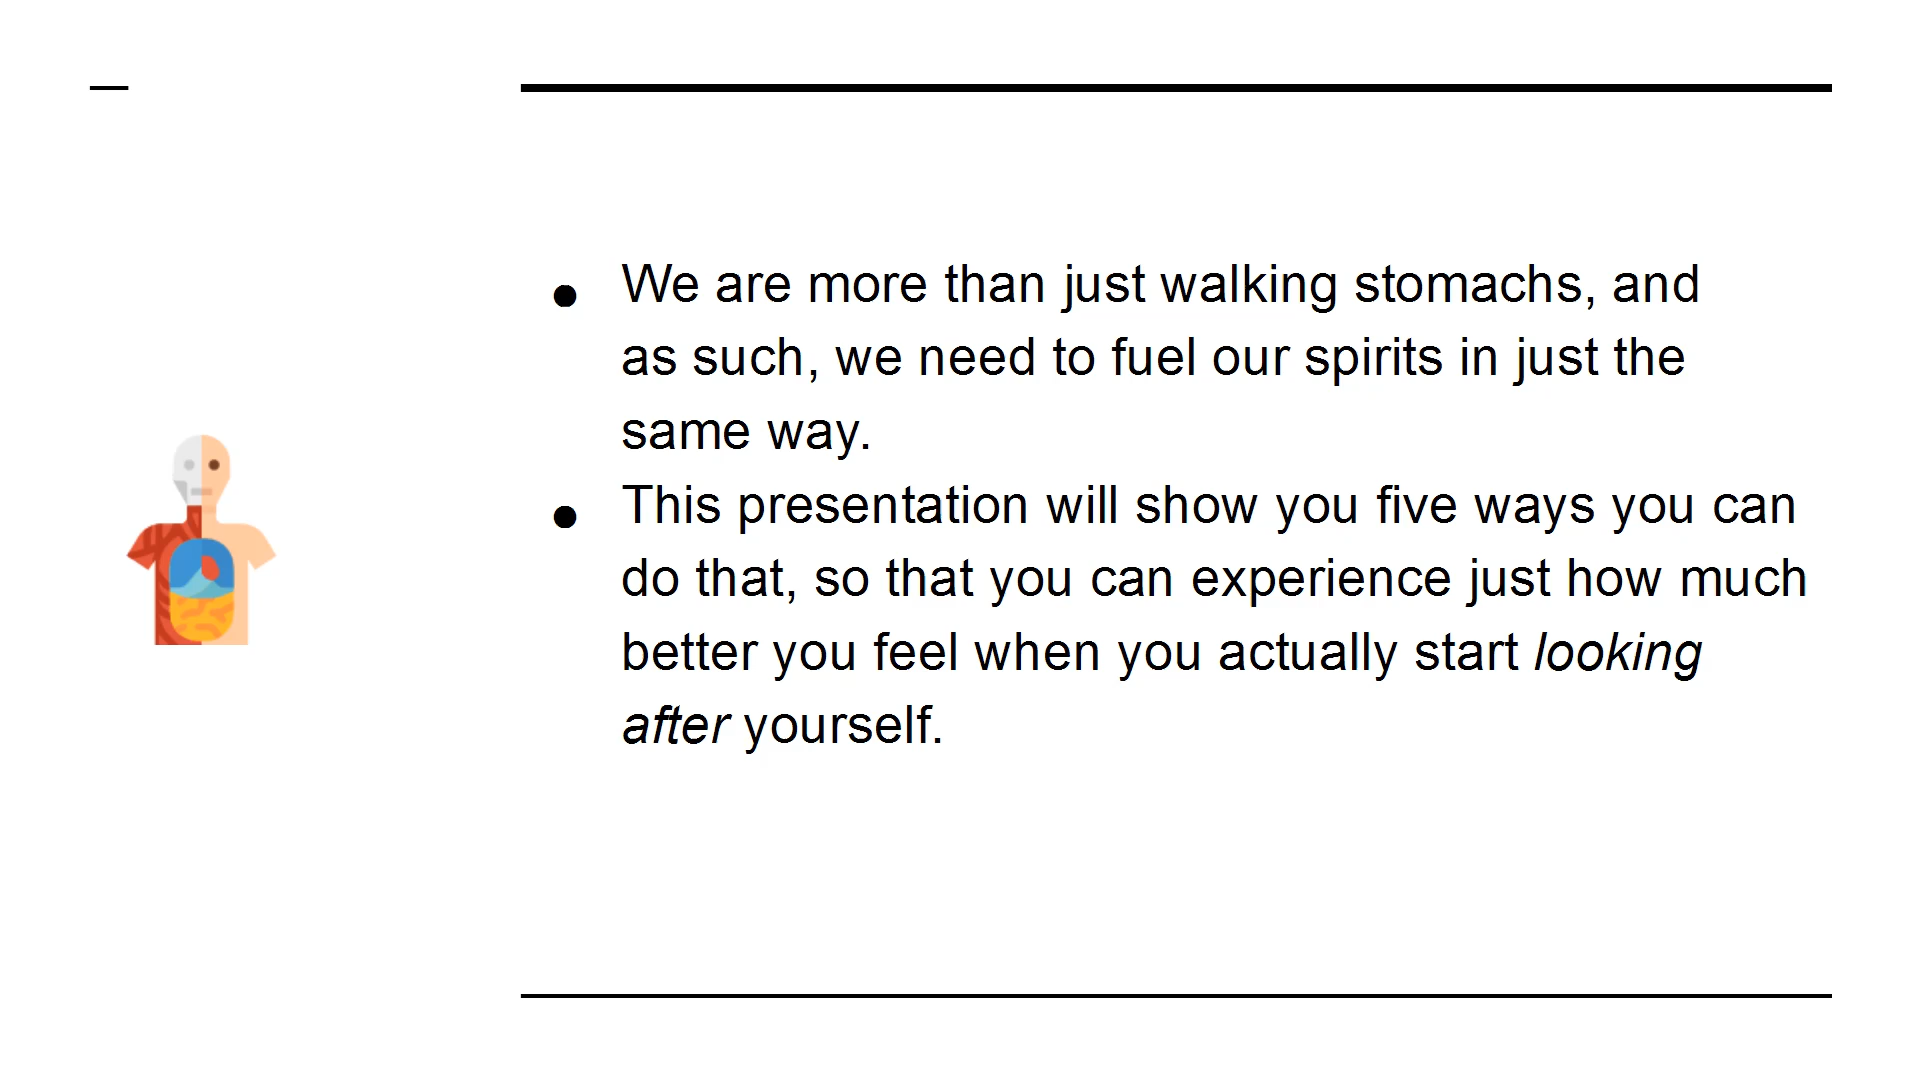 ● We are more than just walking stomachs, and
as such, we need to fuel our spirits in just the
same way.
● This presentation will show you five ways you can
do that, so that you can experience just how much
better you feel when you actually start looking
after yourself.